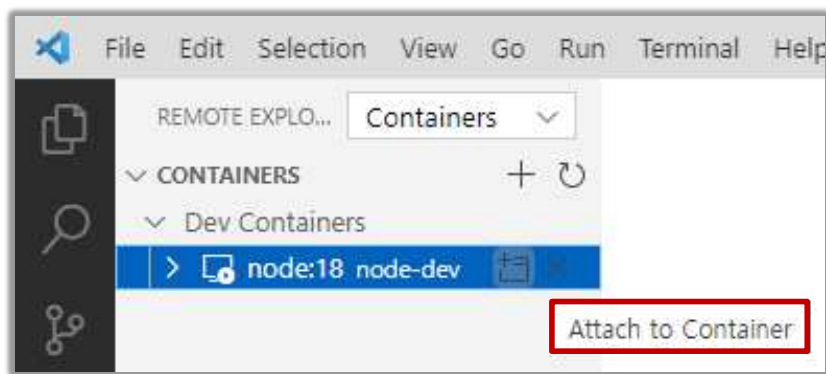 File Edit Selection View Go Run Terminal Help
REMOTE EXPLO... Containers
CONTAINERS
Dev Containers
node:18 node-dev
Attach to Container